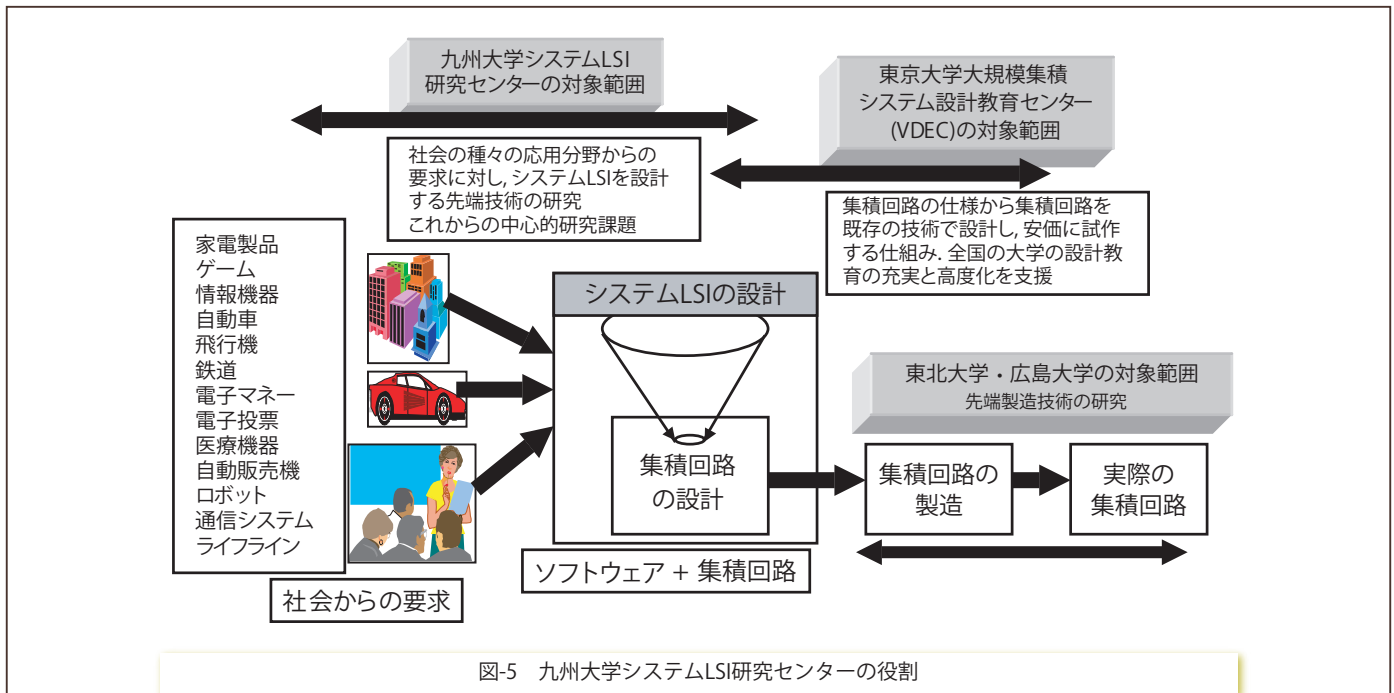 九州大学システムLSI
研究センターの対象範囲
東京大学大規模集積
システム設計教育センター
(VDEC)の対象範囲
社会の種々の応用分野からの
要求に対し, システムLSIを設計
する先端技術の研究
これからの中心的研究課題
集積回路の仕様から集積回路を
既存の技術で設計し, 安価に試作
する仕組み. 全国の大学の設計教
育の充実と高度化を支援
家電製品
ゲーム
情報機器
自動車
飛行機
鉄道
電子マネー
電子投票
医療機器
自動販売機
ロボット
通信システム
ライフライン
社会からの要求
システムLSIの設計
集積回路
の設計
ソフトウェア + 集積回路
東北大学・広島大学の対象範囲
先端製造技術の研究
集積回路の
製造
実際の
集積回路
図-5 九州大学システムLSI研究センターの役割